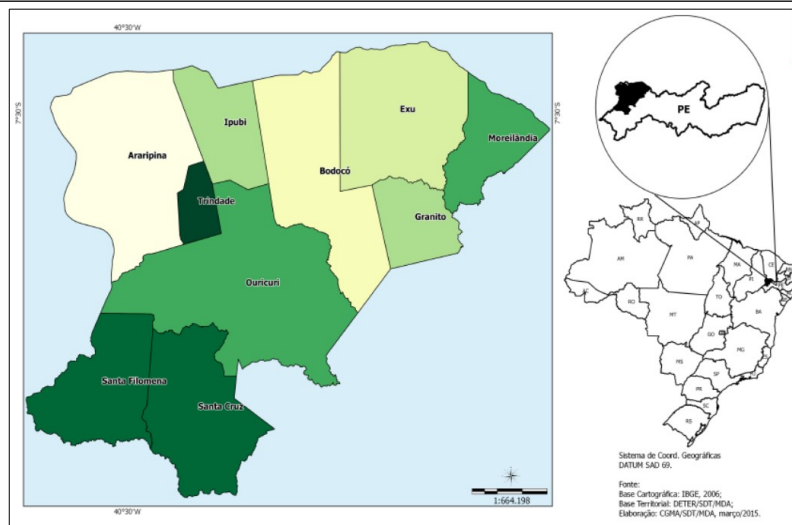 40°30'W
7°30'S
7°30'S
Ipubi
Exu
Moreilândia
Araripina
Bodocó
Trindade
Granito
Ouricuri
Santa Filomena
Santa Cruz
1:664.198
40°30'W
PE
RR
AM
PA
MA
CE
PI
RO
TO
BA
MT
GO
MG
MS
SP
PR
SC
RS
Sistema de Coord. Geográficas
DATUM SAD 69.
Fonte:
Base Cartográfica: IBGE, 2006;
Base Territorial: DETER/SDT/MDA;
Elaboração: CGMA/SDT/MDA, março/2015.